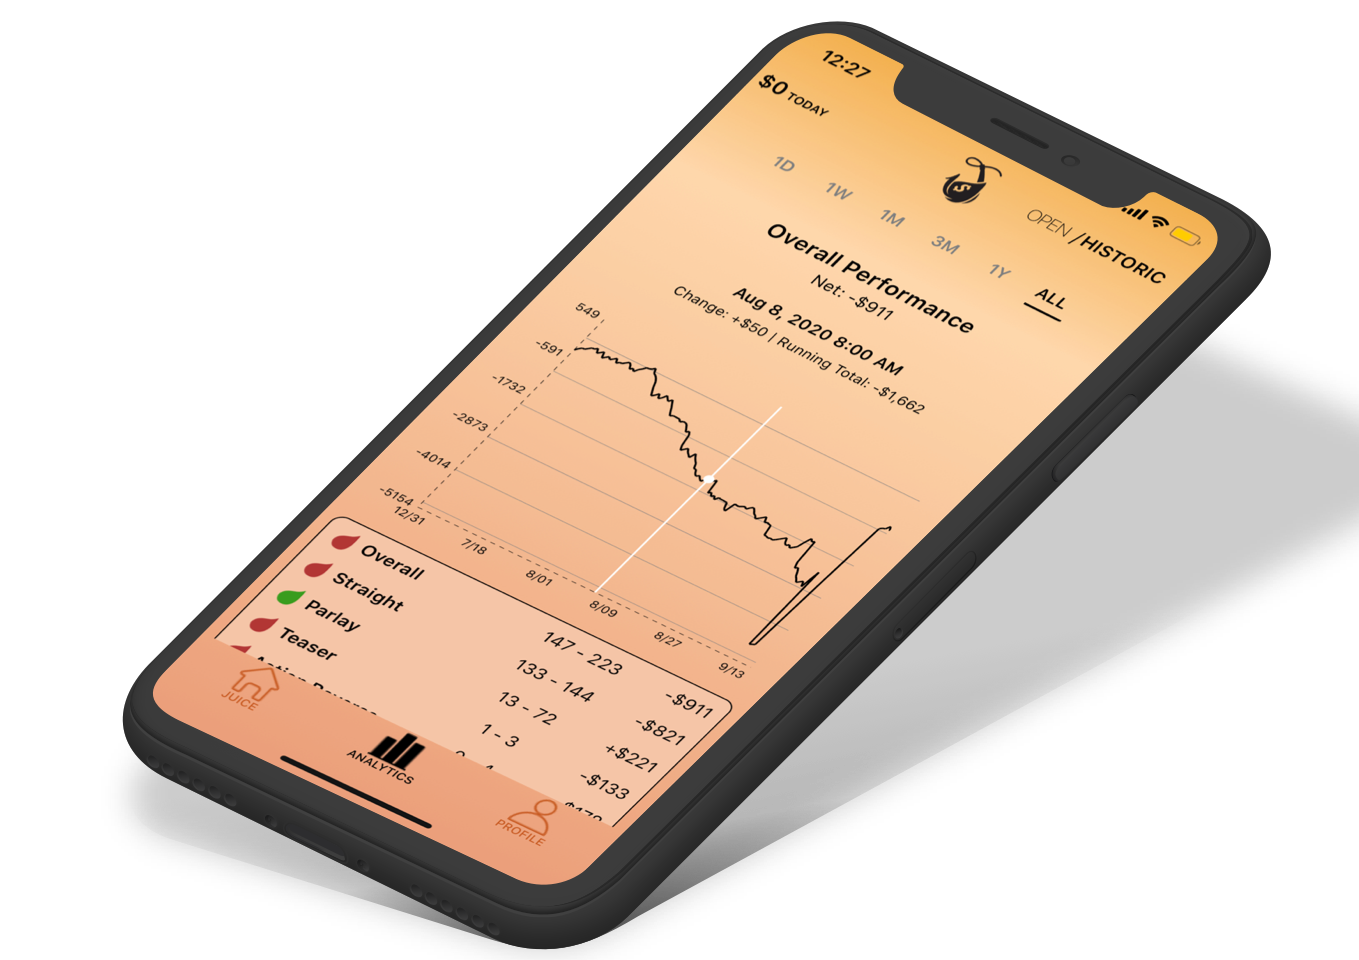 12:27
$0 TODAY
OPEN /HISTORIC
1D 1W 1M 3M 1Y ALL
Overall Performance
Net: -$911
Aug 8, 2020 8:00 AM
Change: +$50 | Running Total: -$1,662
549
-591
-1732
-2873
-4014
-5154
12/31 7/18 8/01 8/09 8/27 9/13
Overall 147 - 223 -$911
Straight 133 - 144 -$821
Parlay 13 - 72 +$221
Teaser 1 - 3 -$133
JUICE ANALYTICS PROFILE